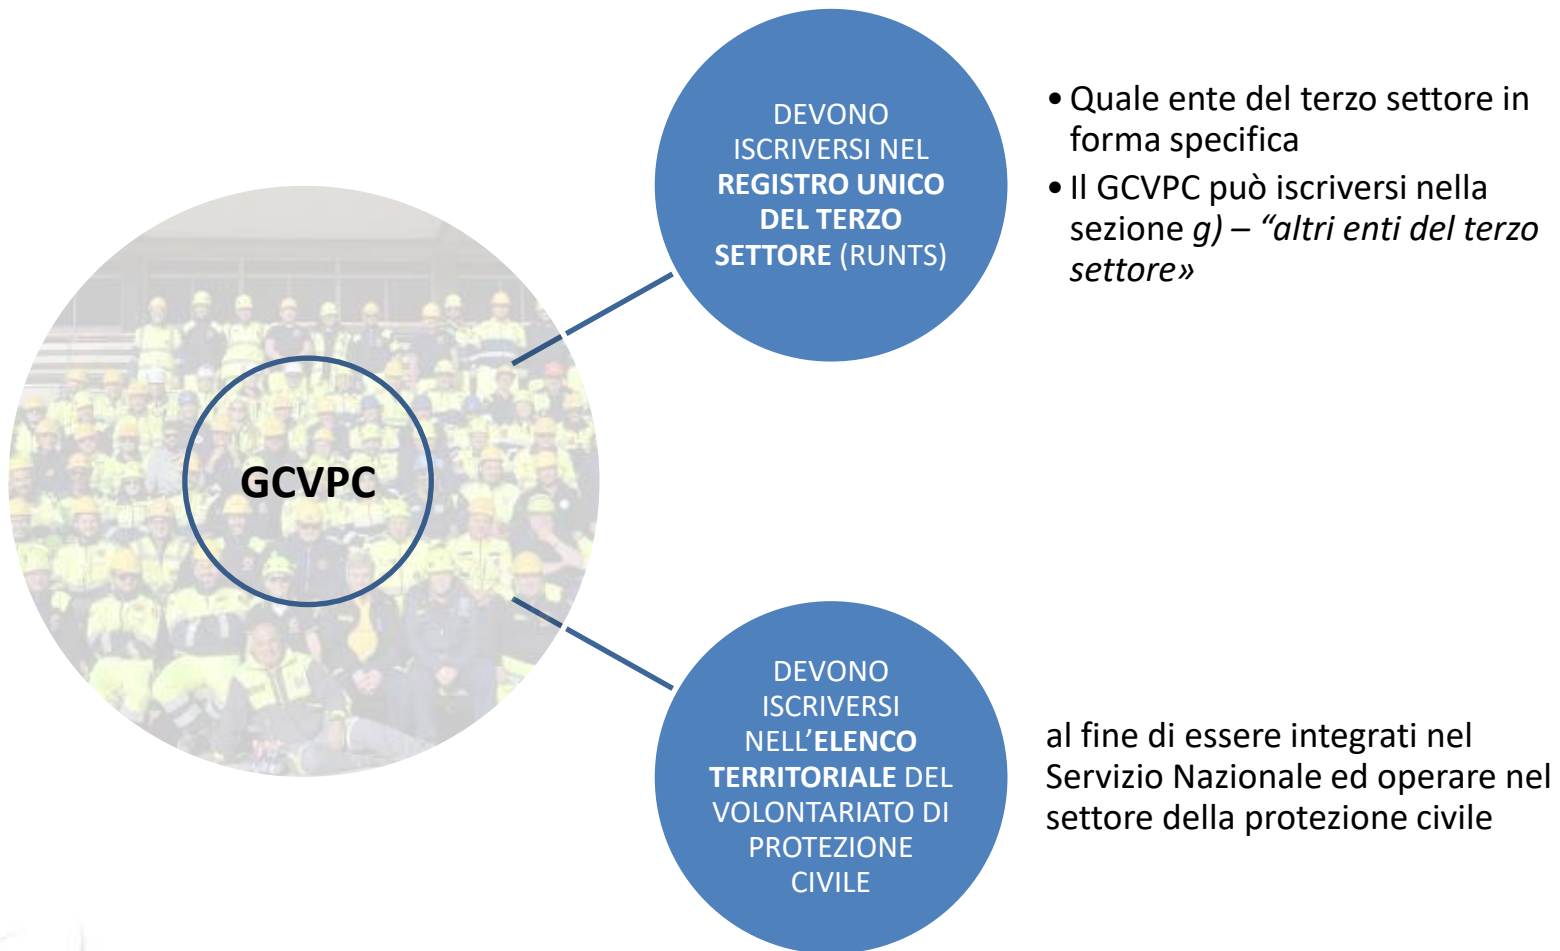 GCVPC
DEVONO
ISCRIVERSI NEL
REGISTRO UNICO
DEL TERZO
SETTORE (RUNTS)
• Quale ente del terzo settore in
forma specifica
• Il GCVPC può iscriversi nella
sezione g) – “altri enti del terzo
settore»
DEVONO
ISCRIVERSI
NELL’ELENCO
TERRITORIALE DEL
VOLONTARIATO DI
PROTEZIONE
CIVILE
al fine di essere integrati nel
Servizio Nazionale ed operare nel
settore della protezione civile